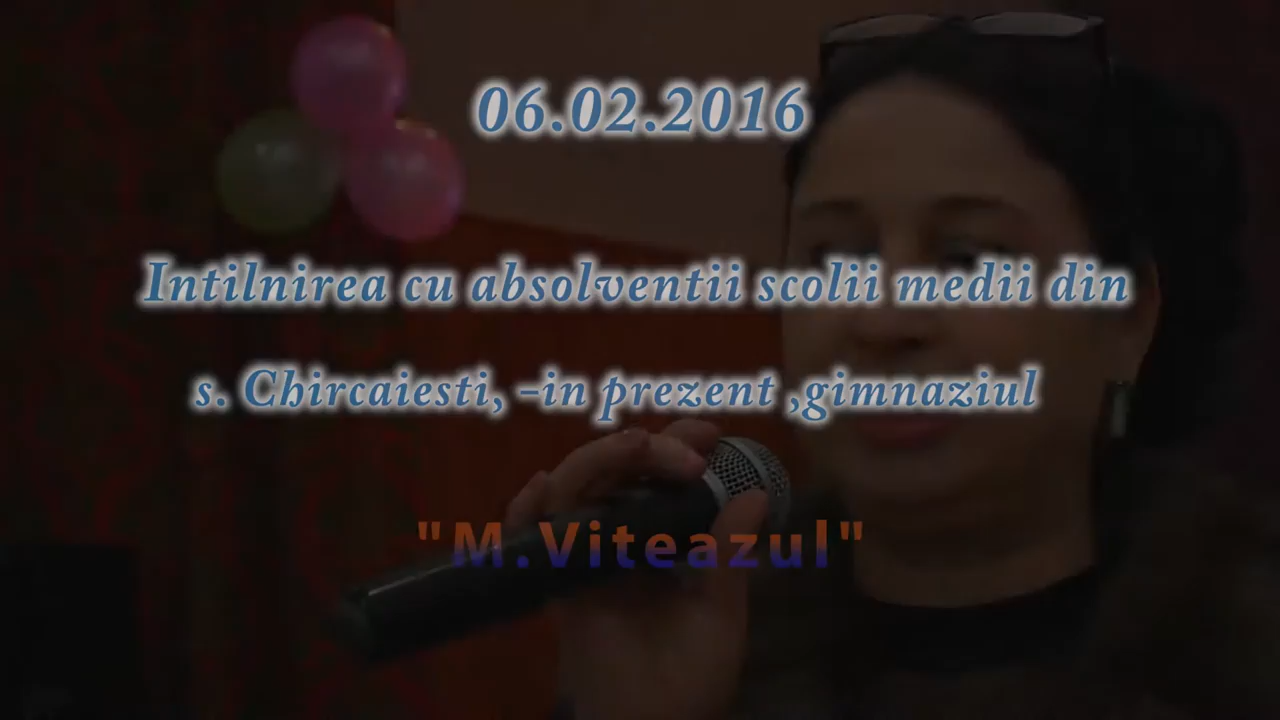 06.02.2016
Intilnirea cu absolventii scolii medii din
s. Chircaiesti, -in prezent ,gimnaziul
"M.Viteazul"